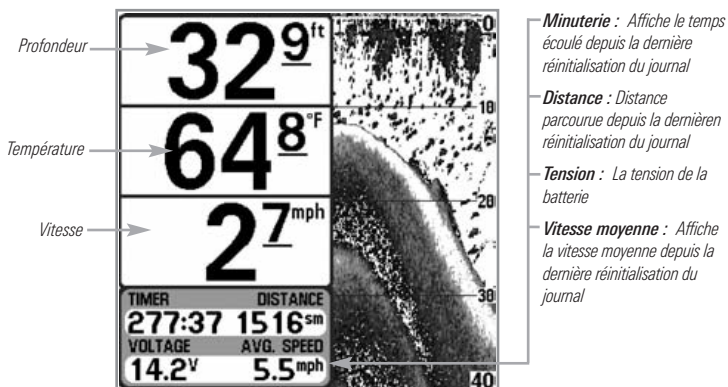 Profondeur
Température
Vitesse
32 9 ft
64 8 °F
2 7 mph
TIMER DISTANCE
277:37 1516 sm
VOLTAGE AVG. SPEED
14.2 V 5.5 mph
0
10
20
30
40
Minuterie : Affiche le temps
écoulé depuis la dernière
réinitialisation du journal
Distance : Distance
parcourue depuis la dernièren
réinitialisation du journal
Tension : La tension de la
batterie
Vitesse moyenne : Affiche
la vitesse moyenne depuis la
dernière réinitialisation du
journal